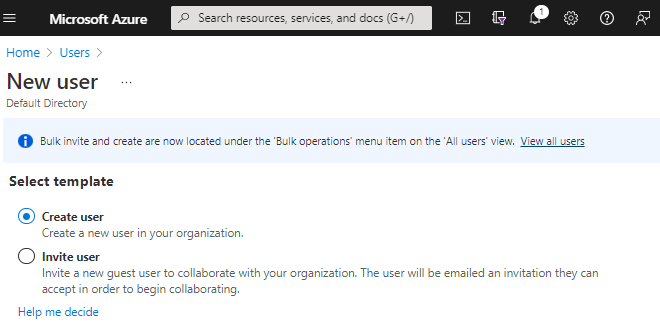 Microsoft Azure
Search resources, services, and docs (G+/)
1
Home > Users >
New user ...
Default Directory
Bulk invite and create are now located under the 'Bulk operations' menu item on the 'All users' view. View all users
Select template
Create user
Create a new user in your organization.
Invite user
Invite a new guest user to collaborate with your organization. The user will be emailed an invitation they can
accept in order to begin collaborating.
Help me decide